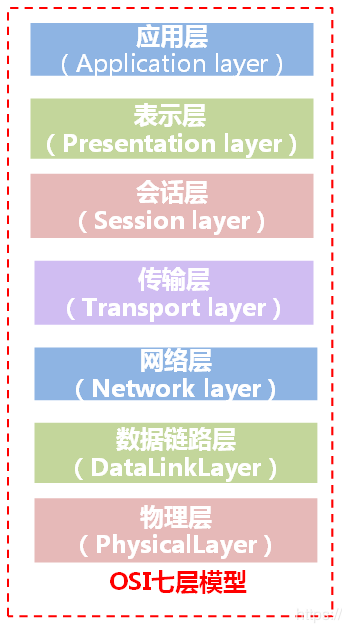 应用层
（Application layer）
表示层
（Presentation layer）
会话层
（Session layer）
传输层
（Transport layer）
网络层
（Network layer）
数据链路层
（DataLinkLayer）
物理层
（PhysicalLayer）
OSI七层模型
https://